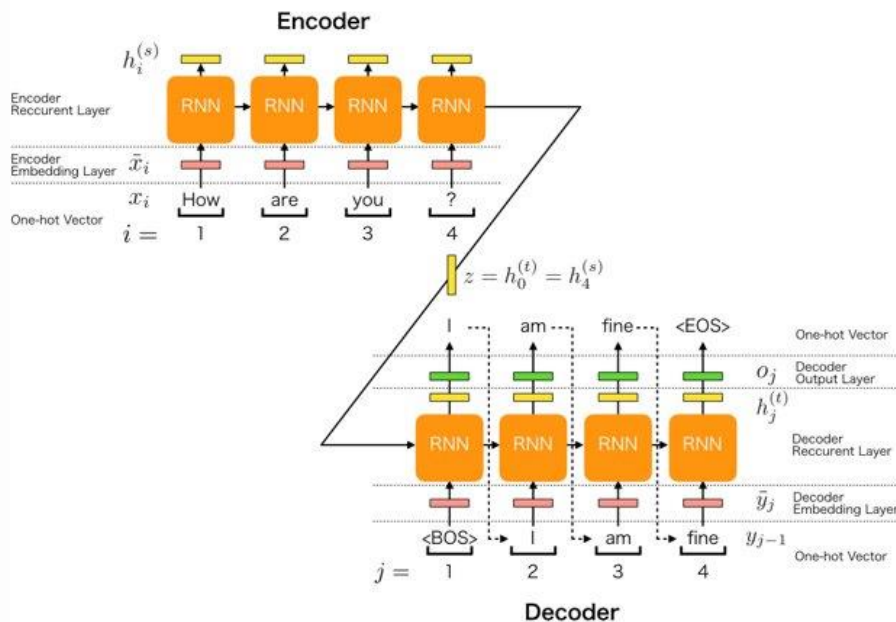 Encoder
h_i^{(s)}
Encoder
Reccurent Layer
RNN RNN RNN RNN
Encoder
Embedding Layer
x̄_i
x_i How are you ?
One-hot Vector
i = 1 2 3 4
z = h_0^{(t)} = h_4^{(s)}
I am fine <EOS>
One-hot Vector
o_j Decoder
Output Layer
h_j^{(t)}
RNN RNN RNN RNN
Decoder
Reccurent Layer
ȳ_j Decoder
Embedding Layer
<BOS> I am fine y_{j-1}
One-hot Vector
j = 1 2 3 4
Decoder